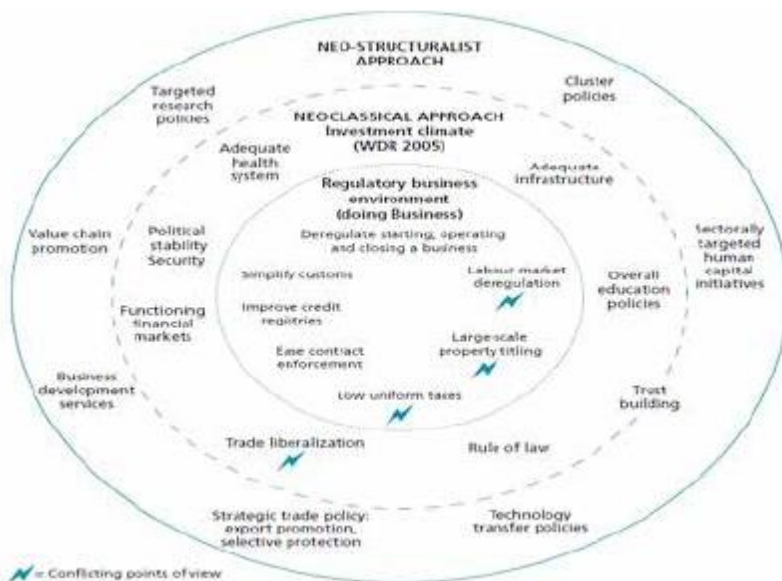 NEO-STRUCTURALIST
APPROACH
Targeted
research
policies
Cluster
policies
NEOCLASSICAL APPROACH
Investment climate
(WDR 2005)
Adequate
health
system
Adequate
infrastructure
Regulatory business
environment
(doing Business)
Value chain
promotion
Political
stability
Security
Deregulate starting, operating
and closing a business
Sectorally
targeted
human
capital
initiatives
Simplify customs
Labour market
deregulation
Overall
education
policies
Functioning
financial
markets
Improve credit
registries
Ease contract
enforcement
Large-scale
property titling
Business
development
services
Low uniform taxes
Trust
building
Trade liberalization
Rule of law
Strategic trade policy:
export promotion,
selective protection
Technology
transfer policies
= Conflicting points of view